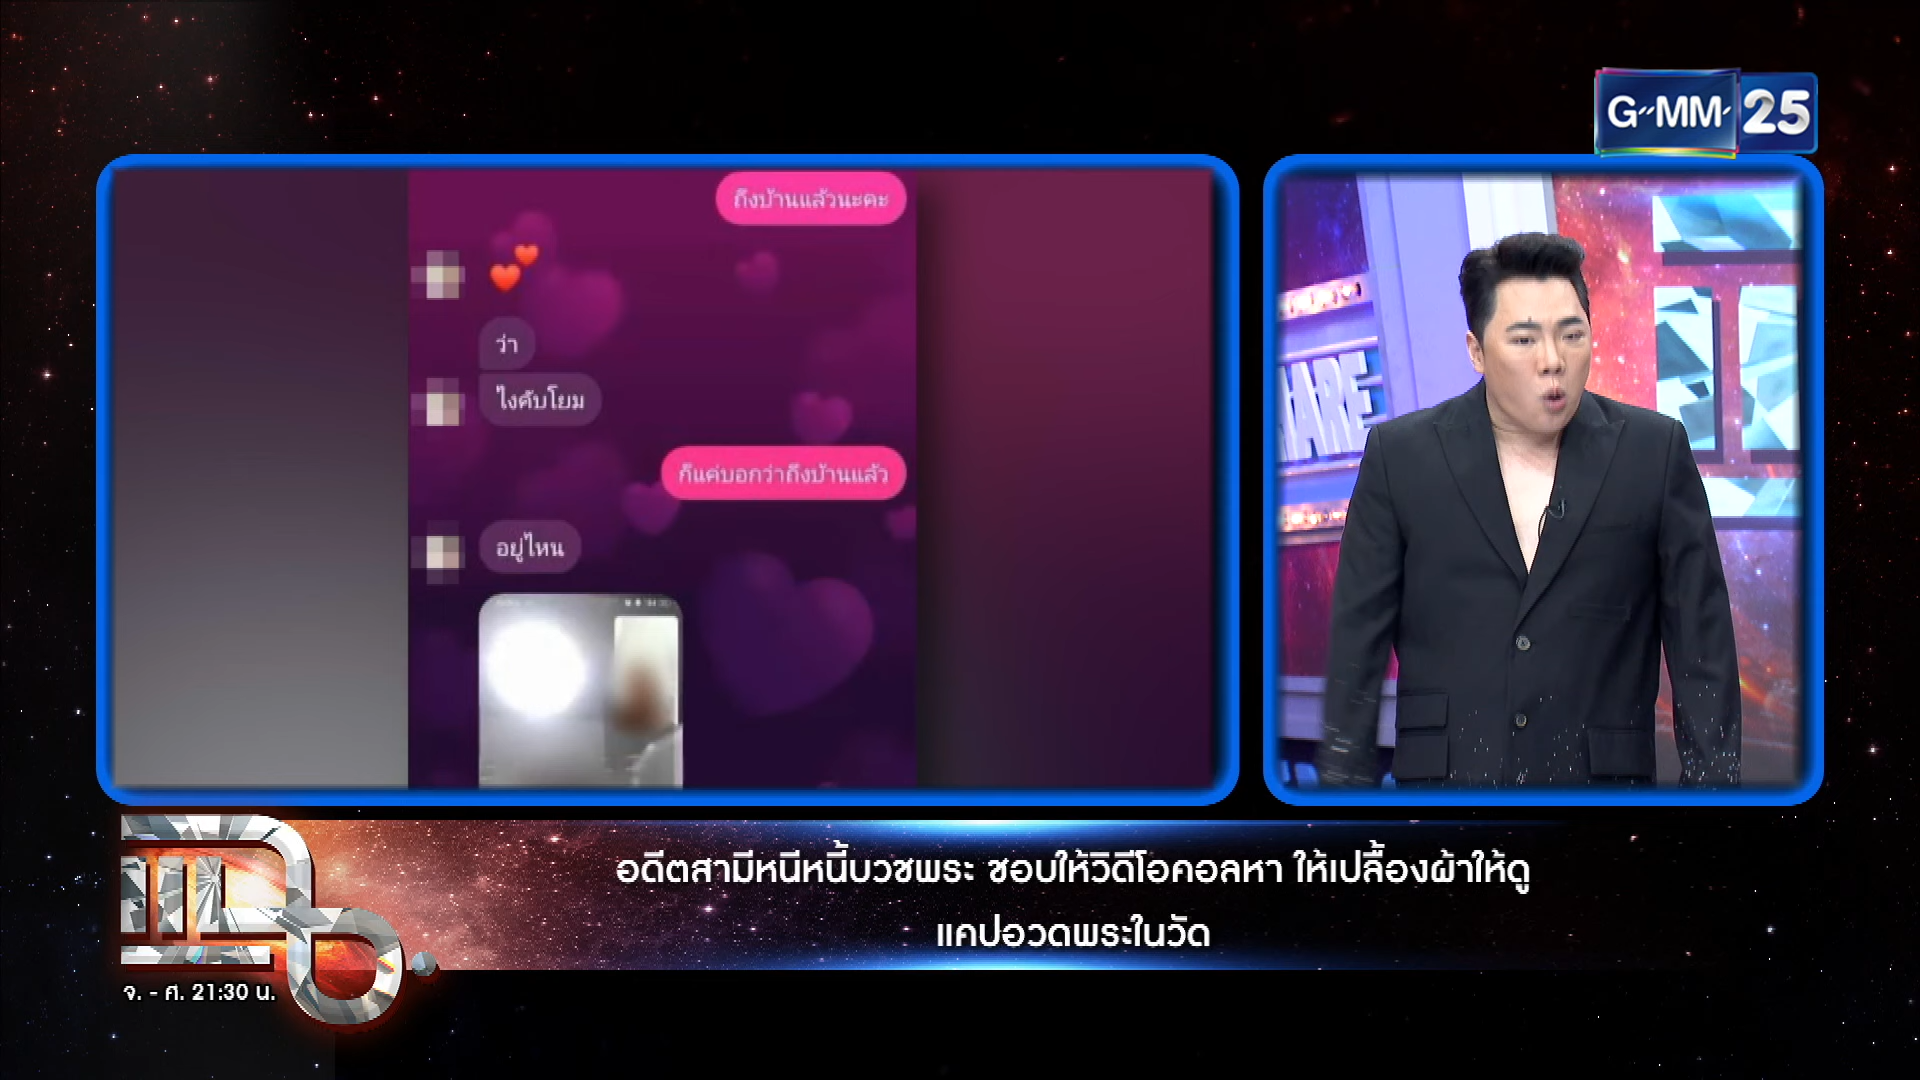 G"MM' 25
ถึงบ้านแล้วนะคะ
ว่า
ไงคับโยม
ก็แค่บอกว่าถึงบ้านแล้ว
อยู่ไหน
HARE
แฉ.
อดีตสามีหนีหนี้บวชพระ ชอบให้วิดีโอคอลหา ให้เปลื้องผ้าให้ดู
แคปอวดพระในวัด
จ. - ศ. 21:30 น.